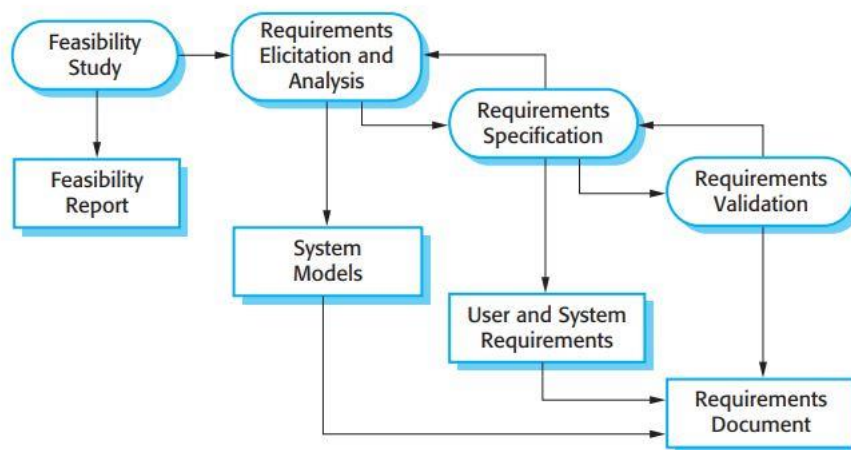 Feasibility
Study
Requirements
Elicitation and
Analysis
Requirements
Specification
Feasibility
Report
Requirements
Validation
System
Models
User and System
Requirements
Requirements
Document